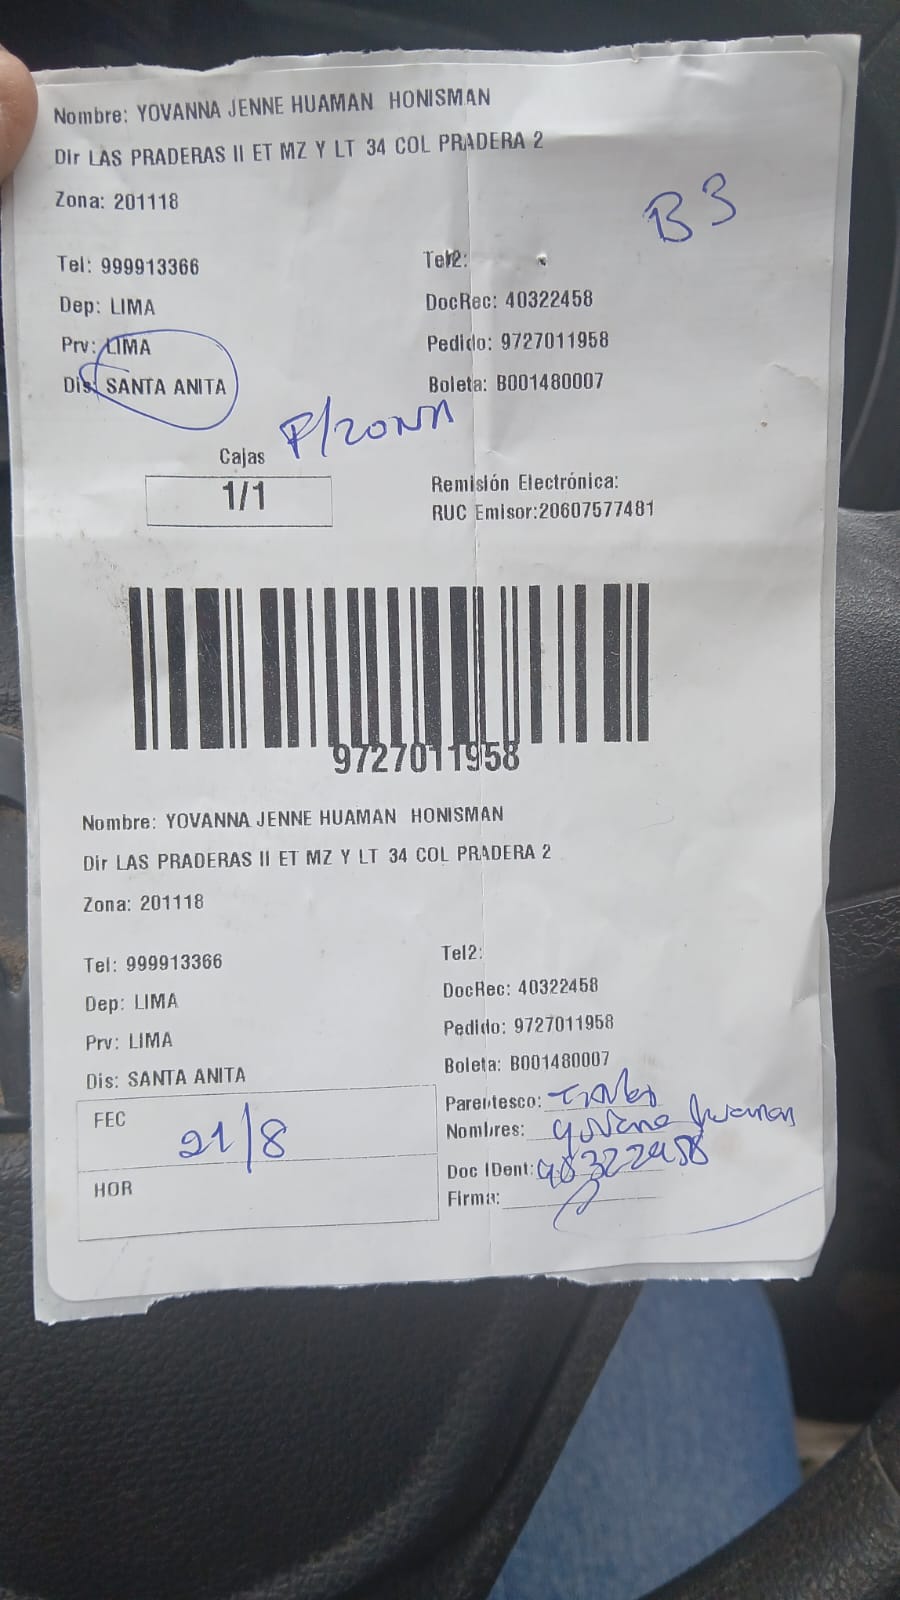 Nombre: YOVANNA JENNE HUAMAN HONISMAN
Dir LAS PRADERAS II ET MZ Y LT 34 COL PRADERA 2
Zona: 201118
B3
Tel: 999913366
Tel2:
Dep: LIMA
DocRec: 40322458
Prv: LIMA
Pedido: 9727011958
Dis: SANTA ANITA
Boleta: B001480007
F/ZONA
Cajas
1/1
Remisión Electrónica:
RUC Emisor:20607577481
9727011958
Nombre: YOVANNA JENNE HUAMAN HONISMAN
Dir LAS PRADERAS II ET MZ Y LT 34 COL PRADERA 2
Zona: 201118
Tel: 999913366
Tel2:
Dep: LIMA
DocRec: 40322458
Prv: LIMA
Pedido: 9727011958
Dis: SANTA ANITA
Boleta: B001480007
FEC 21/8
Parentesco:
Nombres: Yovana Huaman
HOR
Doc IDent: 40322458
Firma: